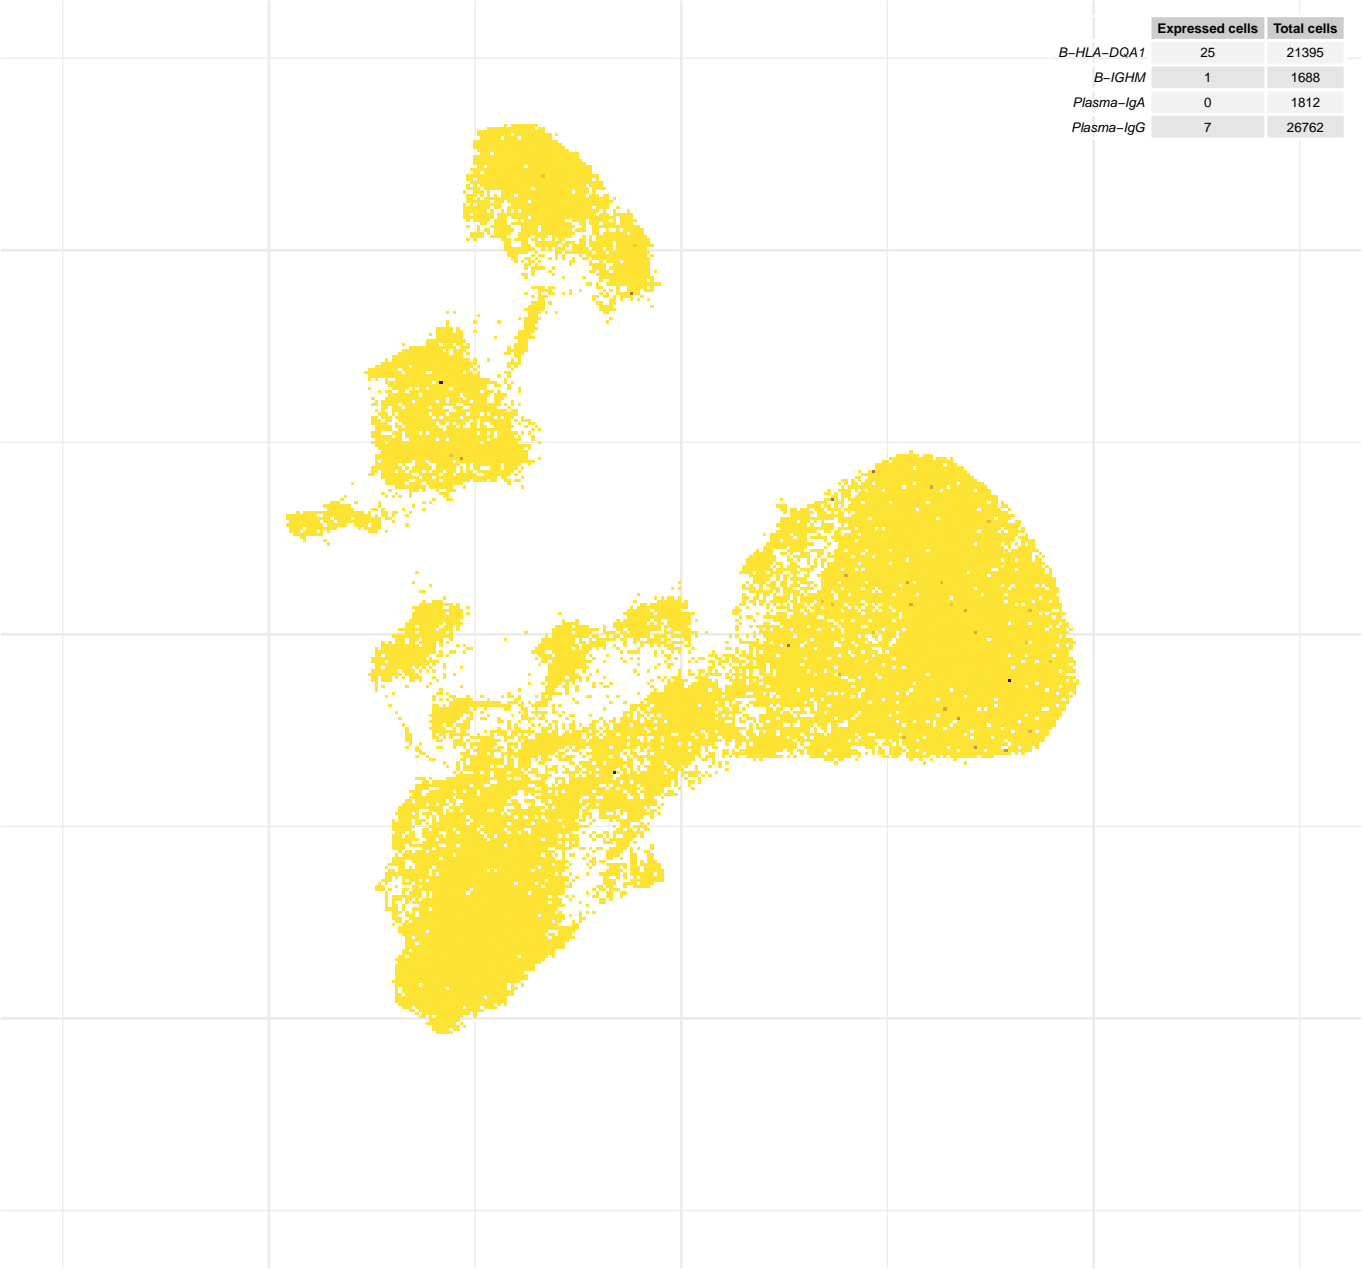 Expressed cells Total cells
B−HLA−DQA1 25 21395
B−IGHM 1 1688
Plasma−IgA 0 1812
Plasma−IgG 7 26762